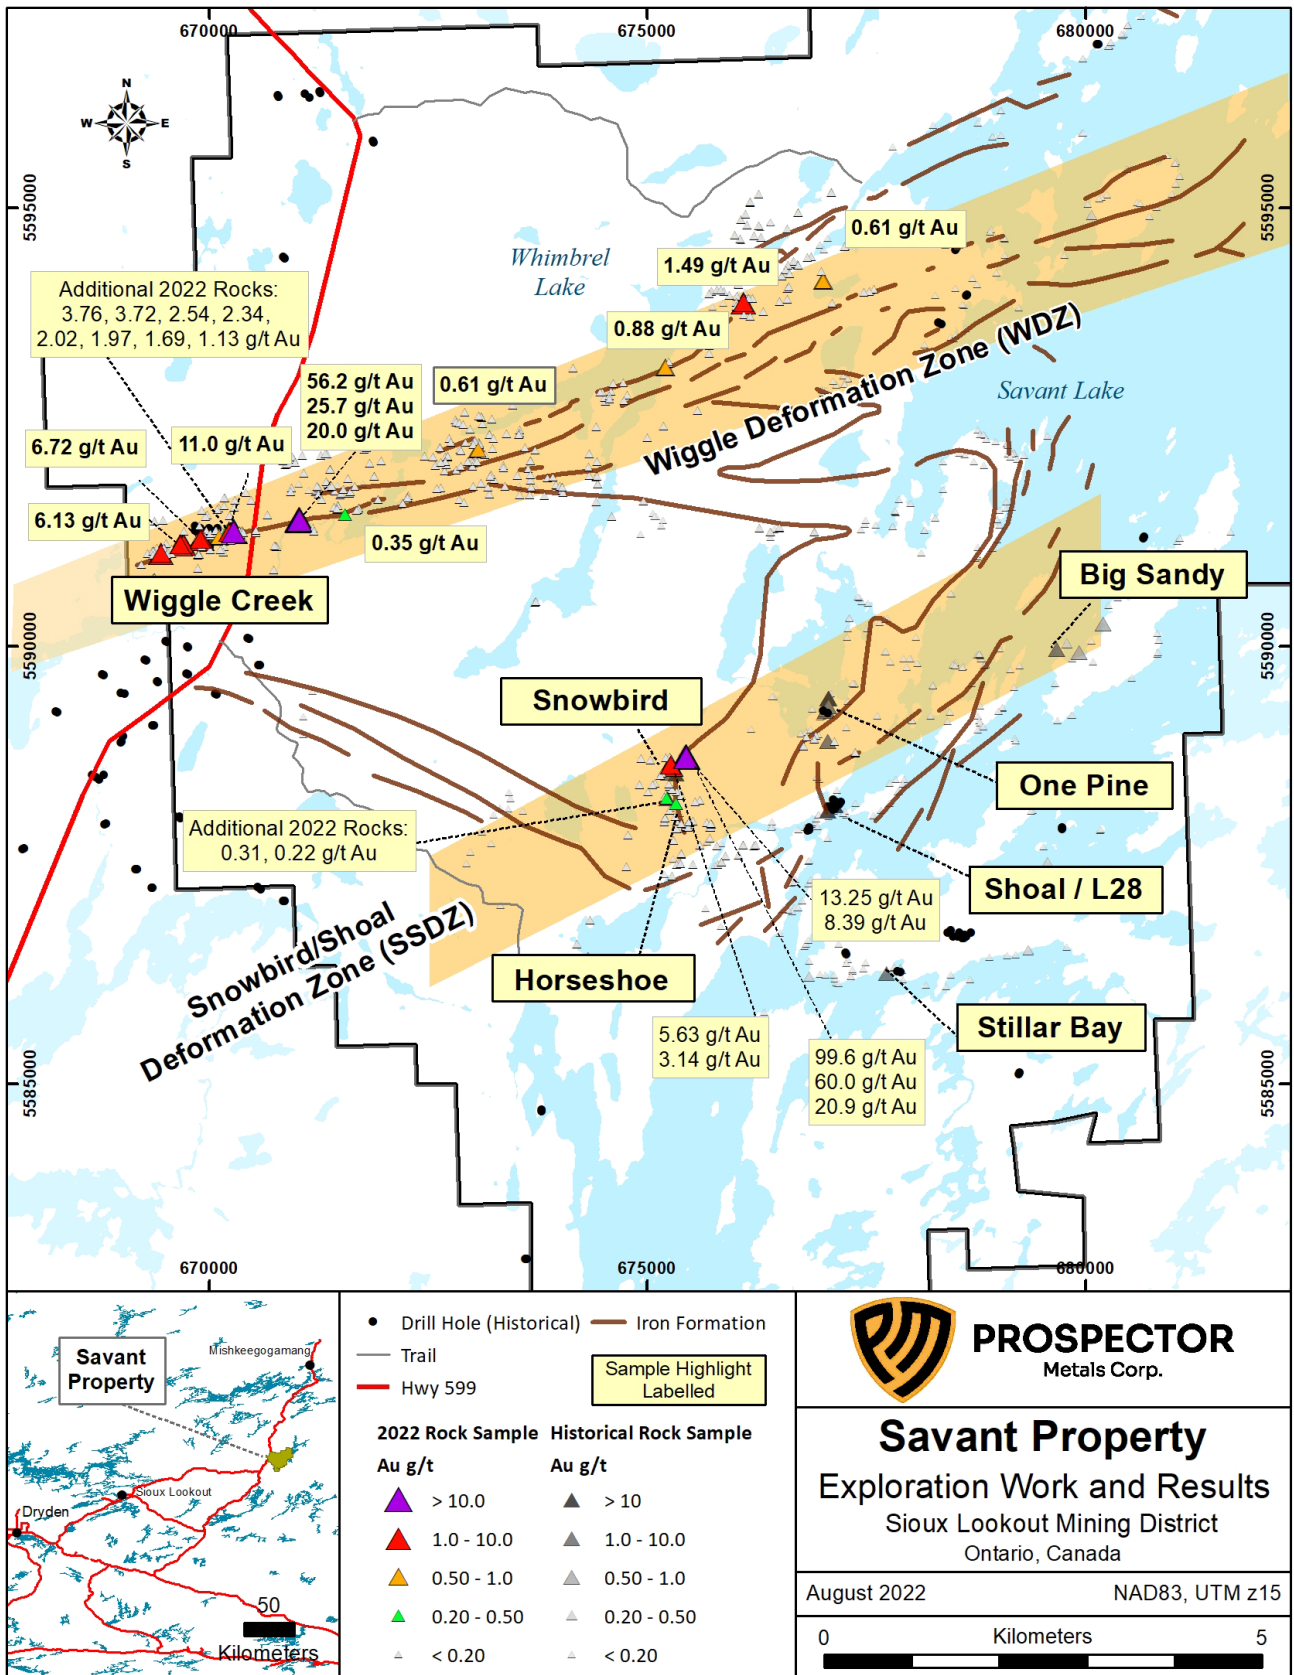 670000
675000
680000
N
W
E
S
5595000
5595000
Whimbrel
Lake
0.61 g/t Au
1.49 g/t Au
Additional 2022 Rocks:
3.76, 3.72, 2.54, 2.34,
2.02, 1.97, 1.69, 1.13 g/t Au
0.88 g/t Au
Wiggle Deformation Zone (WDZ)
56.2 g/t Au
25.7 g/t Au
20.0 g/t Au
0.61 g/t Au
Savant Lake
6.72 g/t Au
11.0 g/t Au
6.13 g/t Au
0.35 g/t Au
Big Sandy
Wiggle Creek
5590000
5590000
Snowbird
One Pine
Additional 2022 Rocks:
0.31, 0.22 g/t Au
Shoal / L28
13.25 g/t Au
8.39 g/t Au
Snowbird/Shoal
Deformation Zone (SSDZ)
Horseshoe
Stillar Bay
5.63 g/t Au
3.14 g/t Au
99.6 g/t Au
60.0 g/t Au
20.9 g/t Au
5585000
5585000
670000
675000
680000
Savant
Property
Mishkeegogamang
Sioux Lookout
Dryden
50
Kilometers
Drill Hole (Historical)
Iron Formation
Trail
Hwy 599
Sample Highlight
Labelled
2022 Rock Sample
Au g/t
> 10.0
1.0 - 10.0
0.50 - 1.0
0.20 - 0.50
< 0.20
Historical Rock Sample
Au g/t
> 10
1.0 - 10.0
0.50 - 1.0
0.20 - 0.50
< 0.20
PROSPECTOR
Metals Corp.
Savant Property
Exploration Work and Results
Sioux Lookout Mining District
Ontario, Canada
August 2022
NAD83, UTM z15
0
Kilometers
5